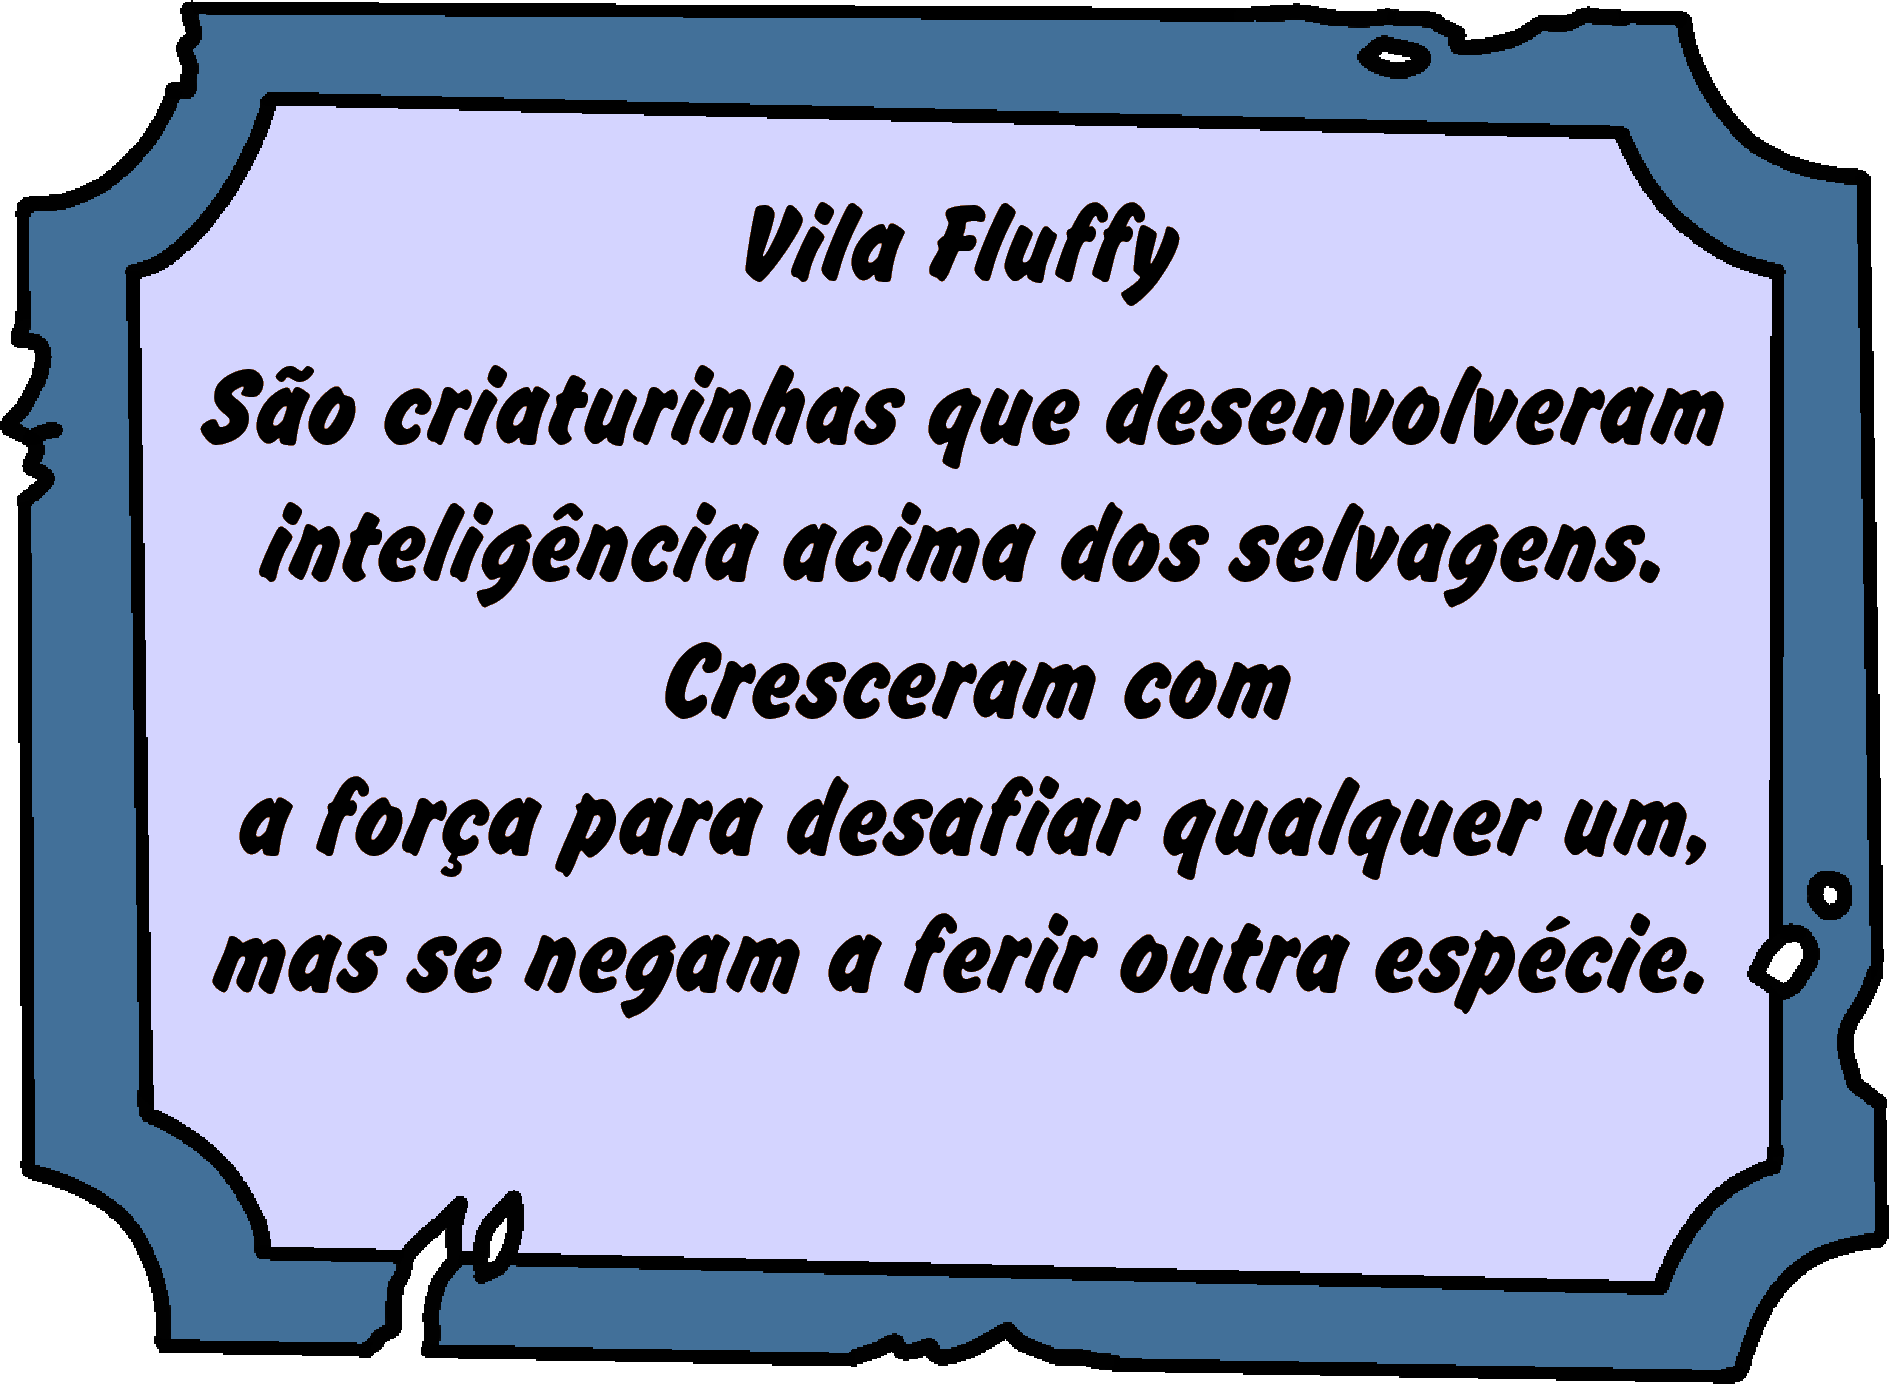 Vila Fluffy
São criaturinhas que desenvolveram
inteligência acima dos selvagens.
Cresceram com
a força para desafiar qualquer um,
mas se negam a ferir outra espécie.